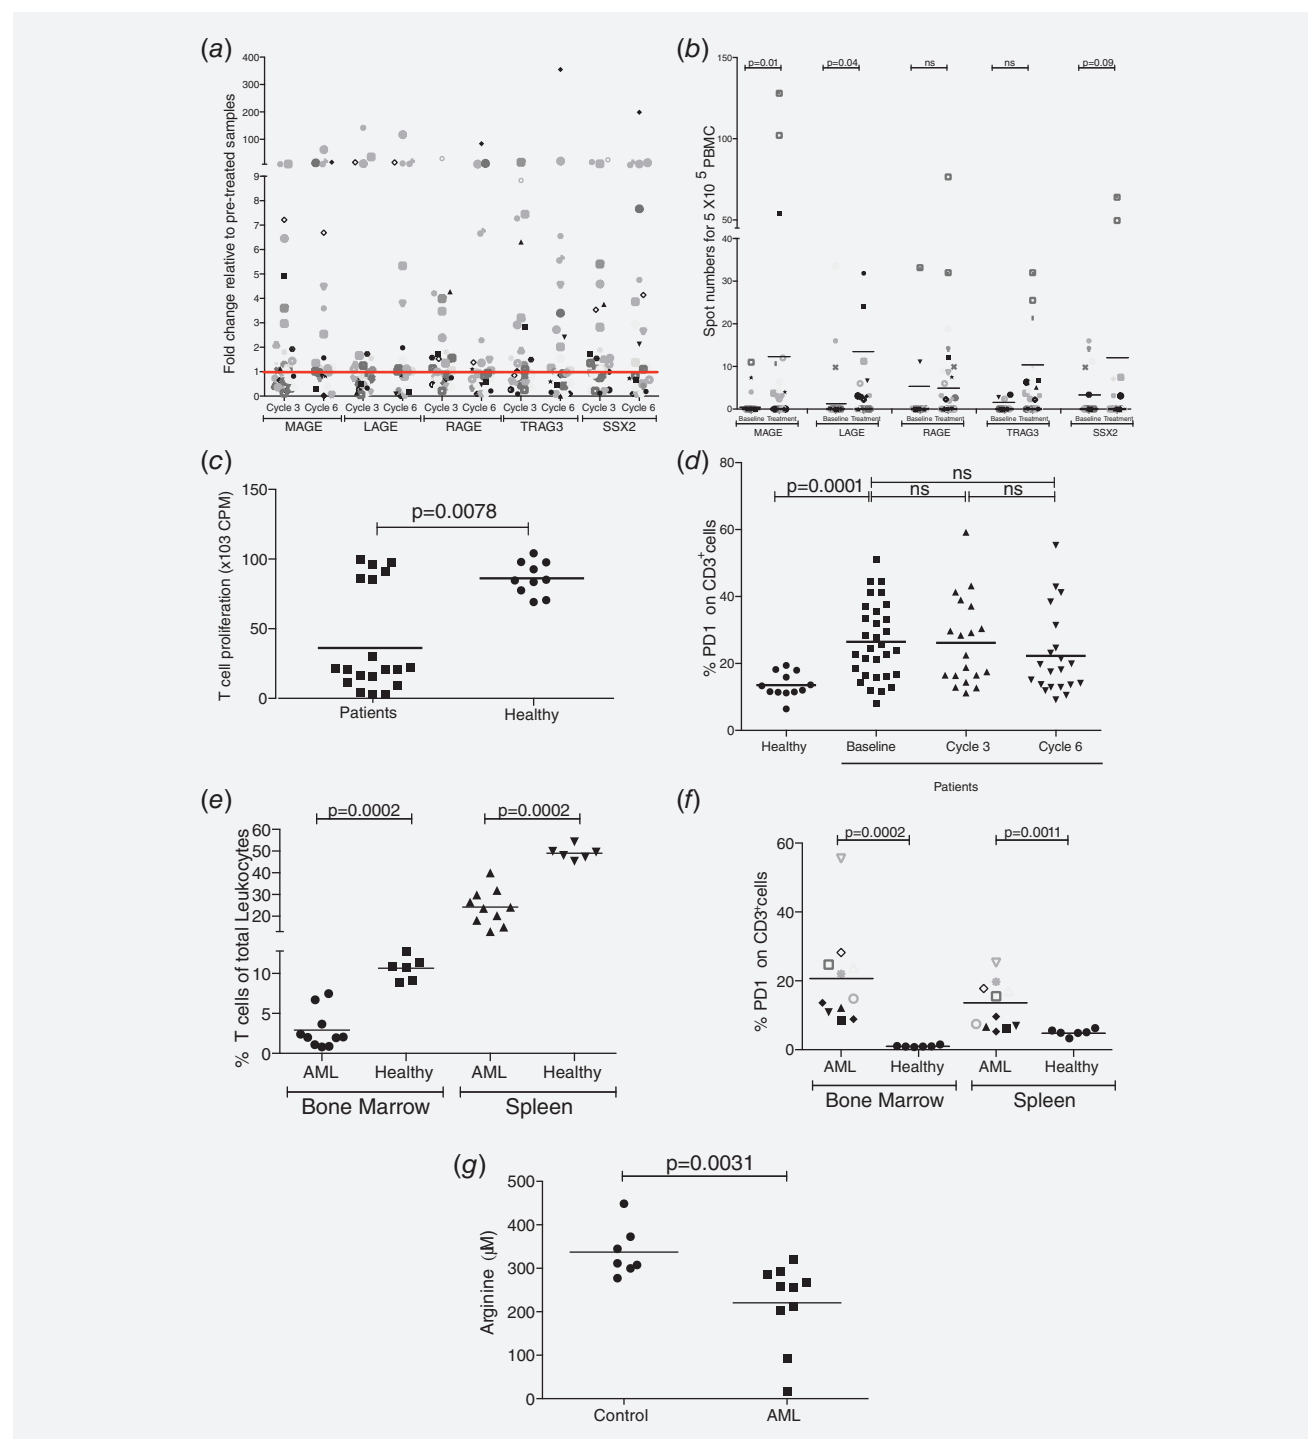 (a)
400
300
200
100
9
8
7
6
5
4
3
2
1
0
Fold change relative to pre-treated samples
Cycle 3 Cycle 6 Cycle 3 Cycle 6 Cycle 3 Cycle 6 Cycle 3 Cycle 6 Cycle 3 Cycle 6
MAGE LAGE RAGE TRAG3 SSX2
(b)
150
100
50
40
30
20
10
0
Spot numbers for 5 X10 5 PBMC
p=0.01 p=0.04 ns ns p=0.09
Baseline Treatment Baseline Treatment Baseline Treatment Baseline Treatment Baseline Treatment
MAGE LAGE RAGE TRAG3 SSX2
(c)
150
100
50
0
T cell proliferation (x103 CPM)
p=0.0078
Patients Healthy
(d)
80
60
40
20
0
% PD1 on CD3+cells
ns
p=0.0001 ns ns
Healthy Baseline Cycle 3 Cycle 6
Patients
(e)
60
50
40
30
20
10
5
0
% T cells of total Leukocytes
p=0.0002 p=0.0002
AML Healthy AML Healthy
Bone Marrow Spleen
(f)
60
40
20
0
% PD1 on CD3+cells
p=0.0002 p=0.0011
AML Healthy AML Healthy
Bone Marrow Spleen
(g)
500
400
300
200
100
0
Arginine (µM)
p=0.0031
Control AML